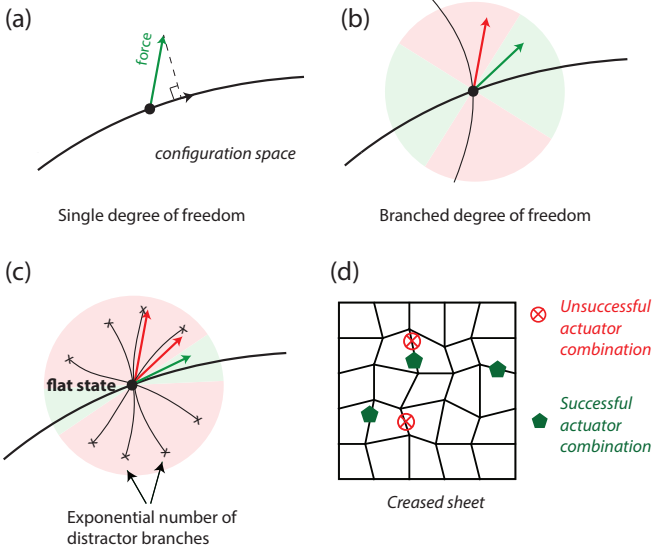 (a)
force
configuration space
Single degree of freedom
(b)
Branched degree of freedom
(c)
flat state
Exponential number of
distractor branches
(d)
Creased sheet
Unsuccessful
actuator
combination
Successful
actuator
combination